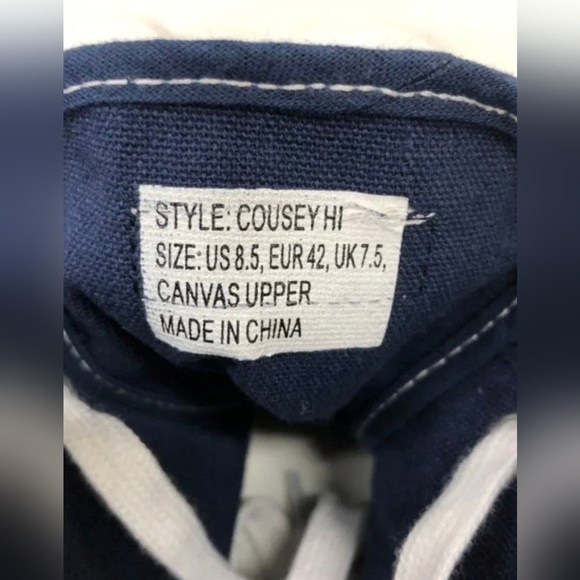 STYLE: COUSEY HI
SIZE: US 8.5, EUR 42, UK 7.5,
CANVAS UPPER
MADE IN CHINA